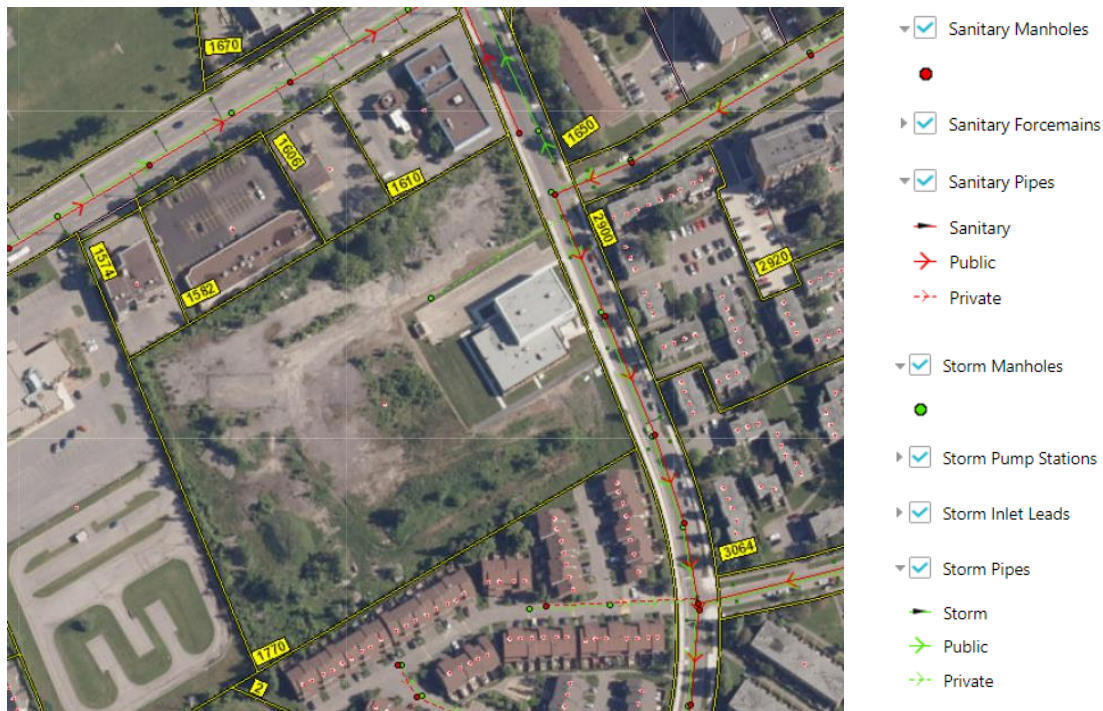 1670
1650
1606
1610
2900
1574
2920
1582
3064
1770
2
Sanitary Manholes
Sanitary Forcemains
Sanitary Pipes
Sanitary
Public
Private
Storm Manholes
Storm Pump Stations
Storm Inlet Leads
Storm Pipes
Storm
Public
Private